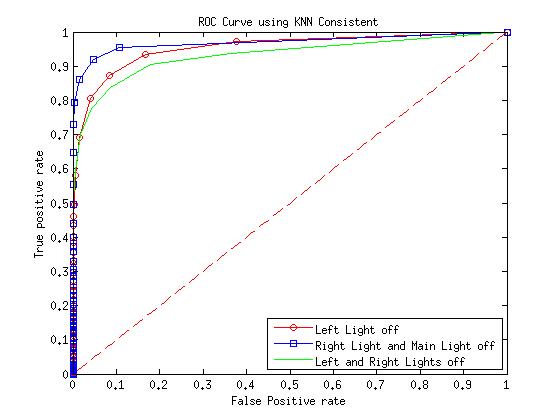 ROC Curve using KNN Consistent
True positive rate
1
0.9
0.8
0.7
0.6
0.5
0.4
0.3
0.2
0.1
0
0 0.1 0.2 0.3 0.4 0.5 0.6 0.7 0.8 0.9 1
False Positive rate
Left Light off
Right Light and Main Light off
Left and Right Lights off